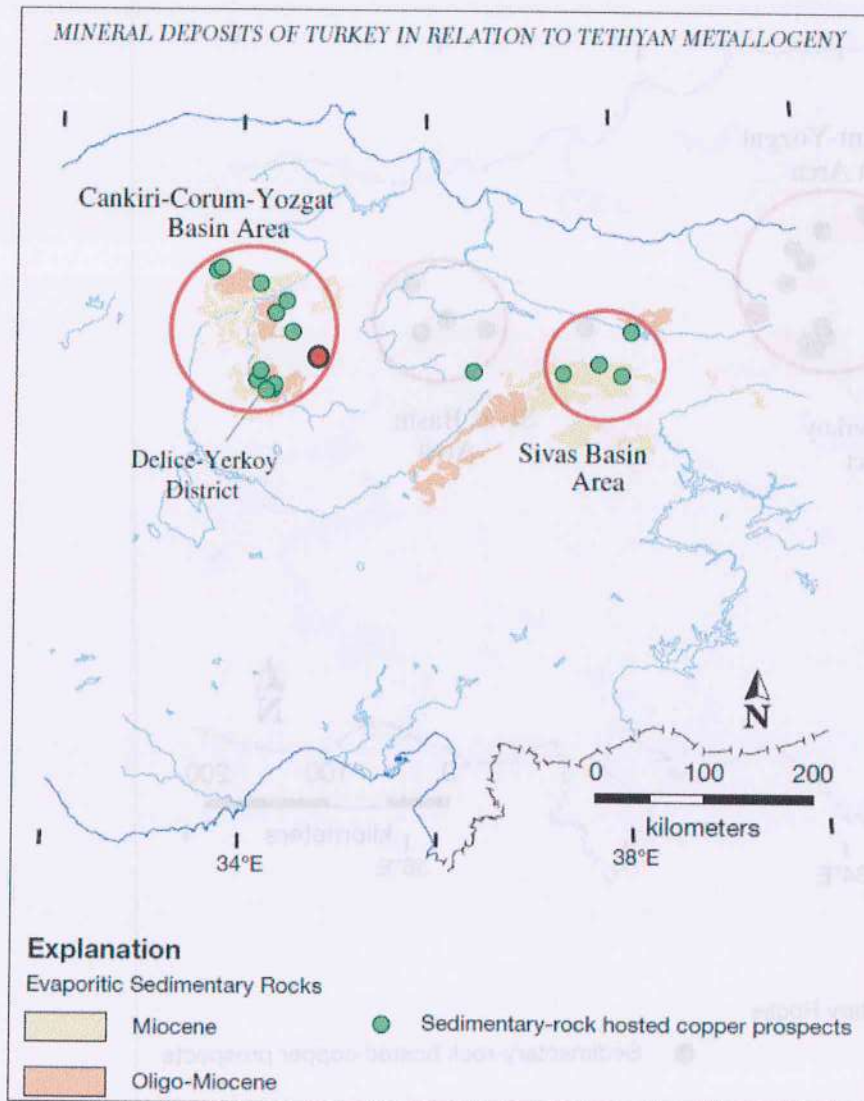 MINERAL DEPOSITS OF TURKEY IN RELATION TO TETHYAN METALLOGENY
Cankiri-Corum-Yozgat
Basin Area
Delice-Yerkoy
District
Sivas Basin
Area
N
0 100 200
kilometers
34°E
38°E
Explanation
Evaporitic Sedimentary Rocks
Miocene
Sedimentary-rock hosted copper prospects
Oligo-Miocene